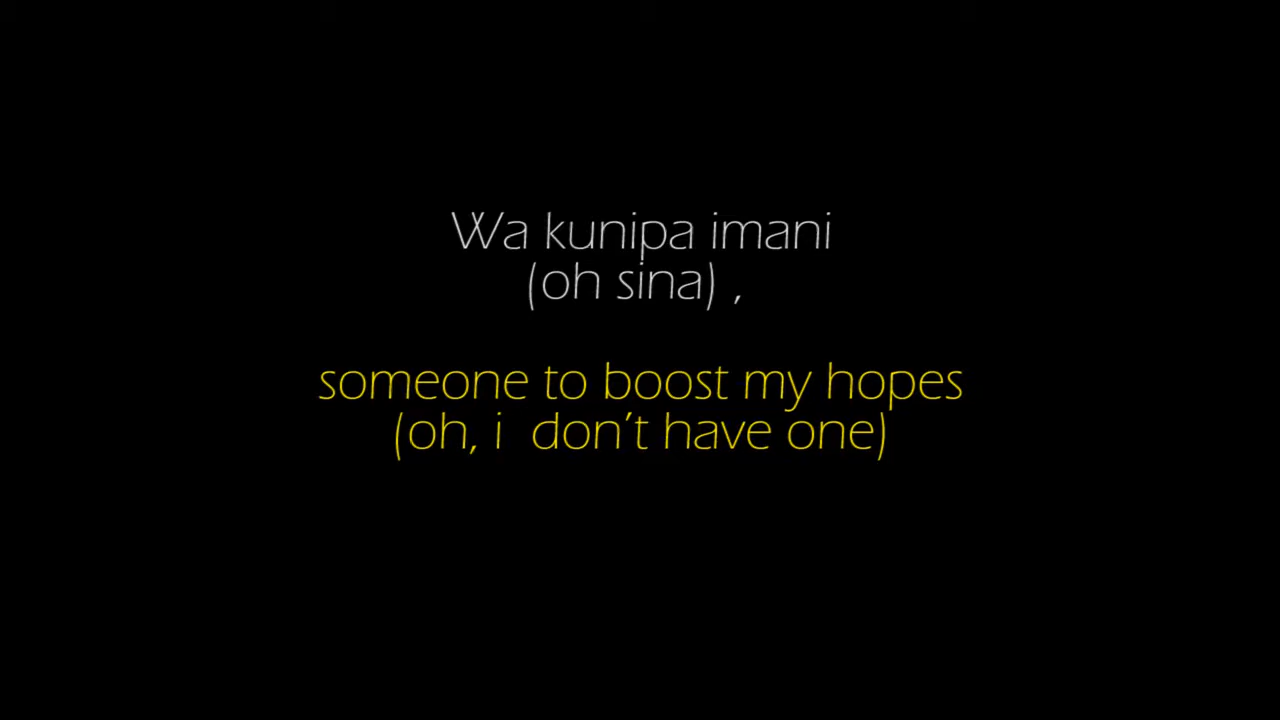 Wa kunipa imani
(oh sina) ,
someone to boost my hopes
(oh, i  don't have one)